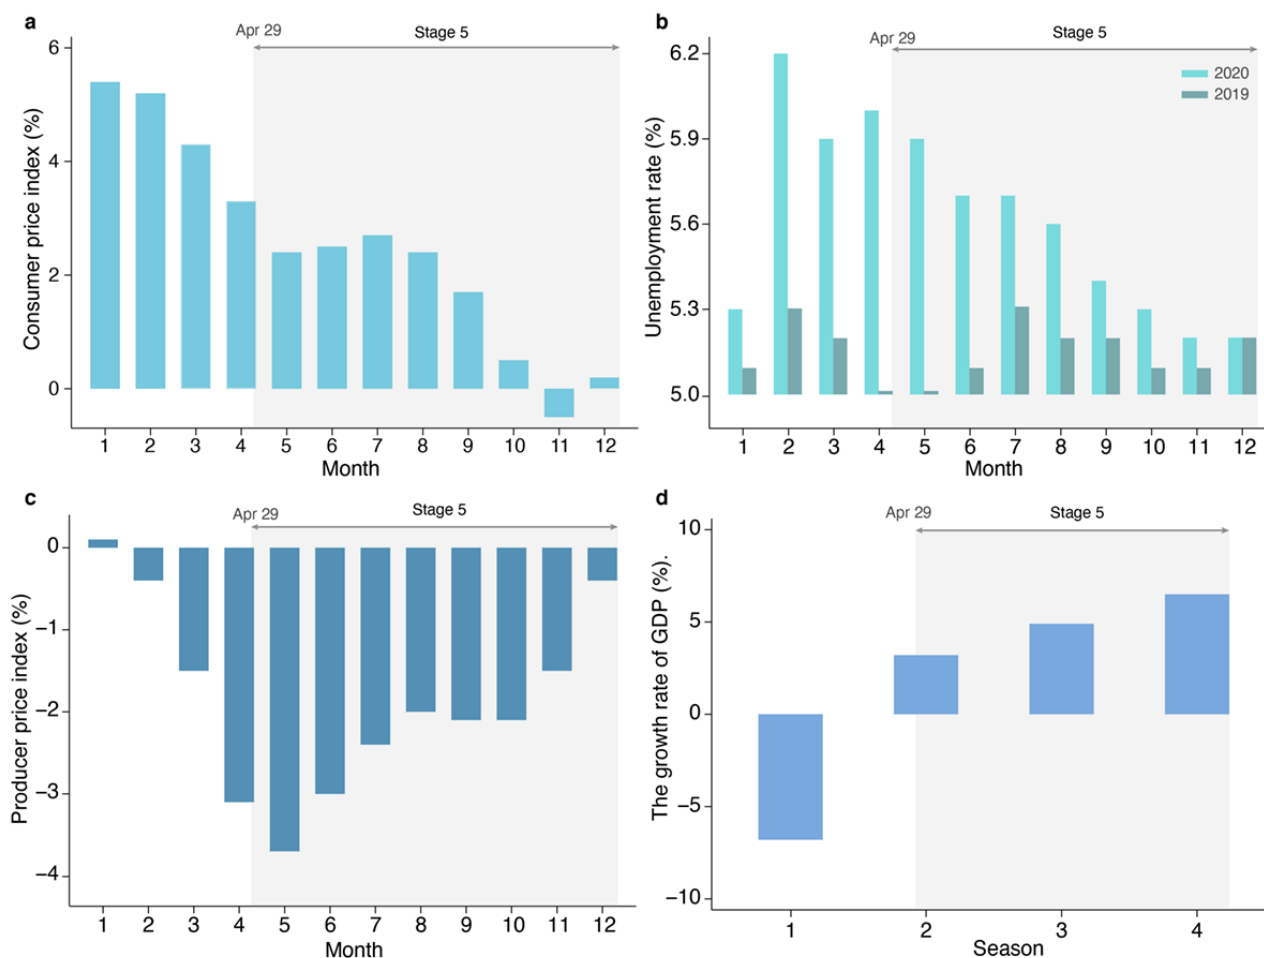 a
Apr 29
Stage 5
Consumer price index (%)
6
4
2
0
1 2 3 4 5 6 7 8 9 10 11 12
Month
b
Apr 29
Stage 5
2020
2019
Unemployment rate (%)
6.2
5.9
5.6
5.3
5.0
1 2 3 4 5 6 7 8 9 10 11 12
Month
c
Apr 29
Stage 5
Producer price index (%)
0
−1
−2
−3
−4
1 2 3 4 5 6 7 8 9 10 11 12
Month
d
Apr 29
Stage 5
The growth rate of GDP (%).
10
5
0
−5
−10
1 2 3 4
Season